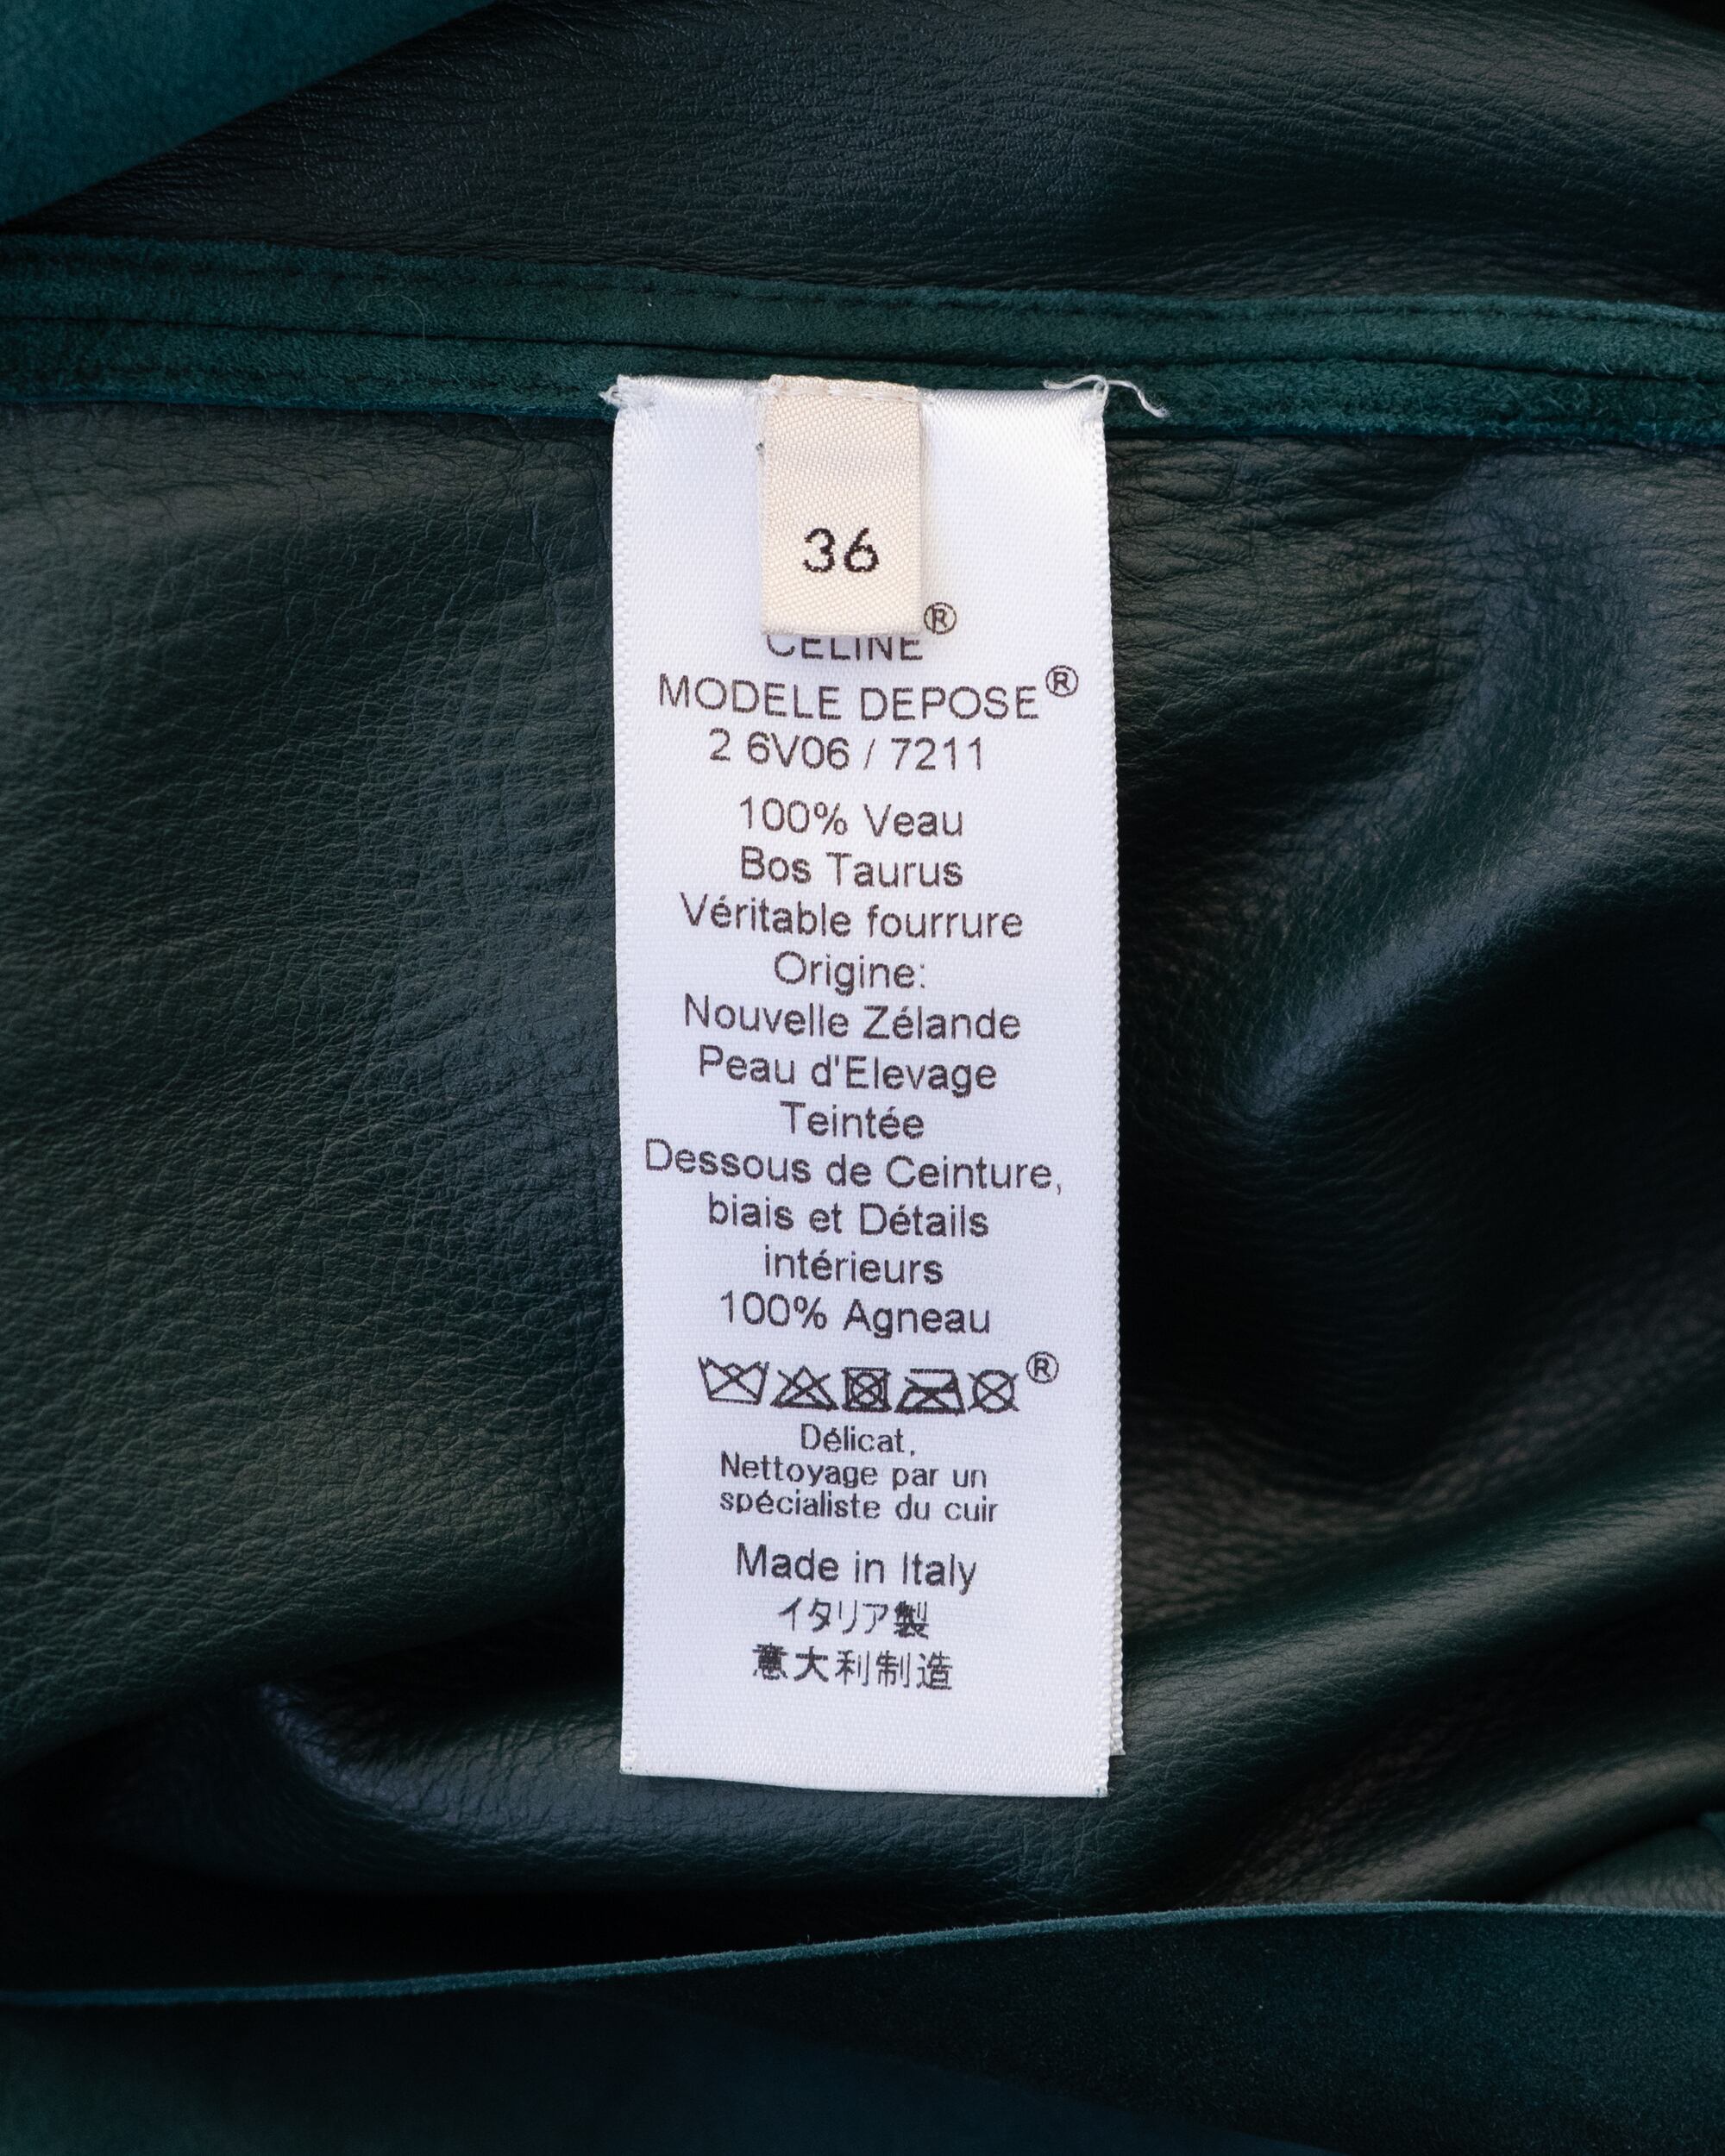 36
CELINE®
MODELE DEPOSE®
2 6V06 / 7211
100% Veau
Bos Taurus
Véritable fourrure
Origine:
Nouvelle Zélande
Peau d'Elevage
Teintée
Dessous de Ceinture,
biais et Détails
intérieurs
100% Agneau
®
Délicat,
Nettoyage par un
spécialiste du cuir
Made in Italy
イタリア製
意大利制造